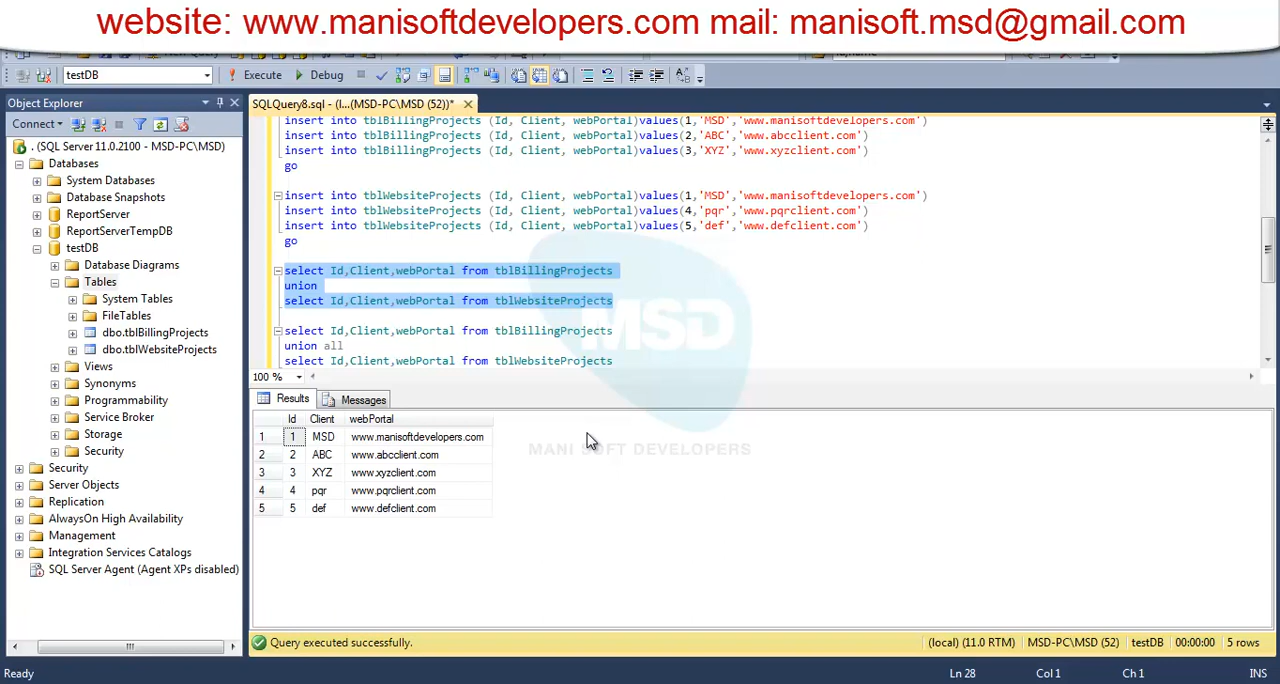 website: www.manisoftdevelopers.com mail: manisoft.msd@gmail.com
testDB
Execute
Debug
Object Explorer
SQLQuery8.sql - (l...(MSD-PC\MSD (52))*
Connect
. (SQL Server 11.0.2100 - MSD-PC\MSD)
Databases
System Databases
Database Snapshots
ReportServer
ReportServerTempDB
testDB
Database Diagrams
Tables
System Tables
FileTables
dbo.tblBillingProjects
dbo.tblWebsiteProjects
Views
Synonyms
Programmability
Service Broker
Storage
Security
Security
Server Objects
Replication
AlwaysOn High Availability
Management
Integration Services Catalogs
SQL Server Agent (Agent XPs disabled)
insert into tblBillingProjects (Id, Client, webPortal)values(1,'MSD','www.manisoftdevelopers.com')
insert into tblBillingProjects (Id, Client, webPortal)values(2,'ABC','www.abcclient.com')
insert into tblBillingProjects (Id, Client, webPortal)values(3,'XYZ','www.xyzclient.com')
go
insert into tblWebsiteProjects (Id, Client, webPortal)values(1,'MSD','www.manisoftdevelopers.com')
insert into tblWebsiteProjects (Id, Client, webPortal)values(4,'pqr','www.pqrclient.com')
insert into tblWebsiteProjects (Id, Client, webPortal)values(5,'def','www.defclient.com')
go
select Id,Client,webPortal from tblBillingProjects
union
select Id,Client,webPortal from tblWebsiteProjects
select Id,Client,webPortal from tblBillingProjects
union all
select Id,Client,webPortal from tblWebsiteProjects
MSD
MANI SOFT DEVELOPERS
100 %
Results
Messages
Id Client webPortal
1 1 MSD www.manisoftdevelopers.com
2 2 ABC www.abcclient.com
3 3 XYZ www.xyzclient.com
4 4 pqr www.pqrclient.com
5 5 def www.defclient.com
Query executed successfully.
(local) (11.0 RTM) MSD-PC\MSD (52) testDB 00:00:00 5 rows
Ready
Ln 28
Col 1
Ch 1
INS